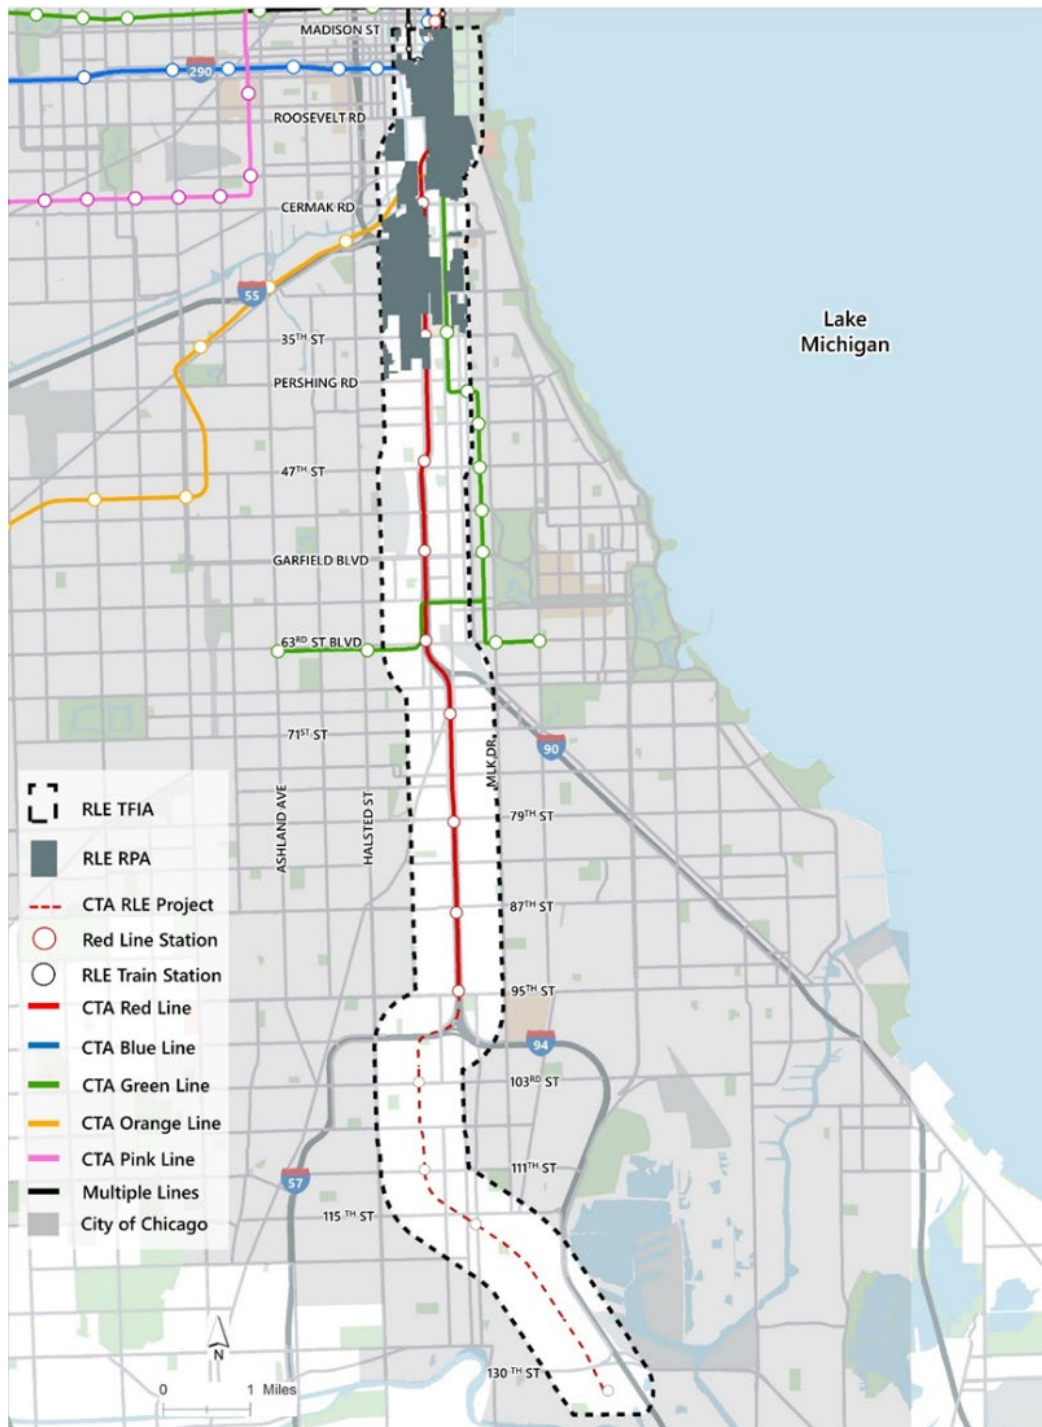 MADISON ST
290
ROOSEVELT RD
CERMAK RD
55
Lake
Michigan
35TH ST
PERSHING RD
47TH ST
GARFIELD BLVD
63RD ST BLVD
71ST ST
90
MLK DR
ASHLAND AVE
HALSTED ST
79TH ST
87TH ST
95TH ST
94
103RD ST
111TH ST
57
115TH ST
130TH ST
RLE TFIA
RLE RPA
CTA RLE Project
Red Line Station
RLE Train Station
CTA Red Line
CTA Blue Line
CTA Green Line
CTA Orange Line
CTA Pink Line
Multiple Lines
City of Chicago
N
0 1 Miles